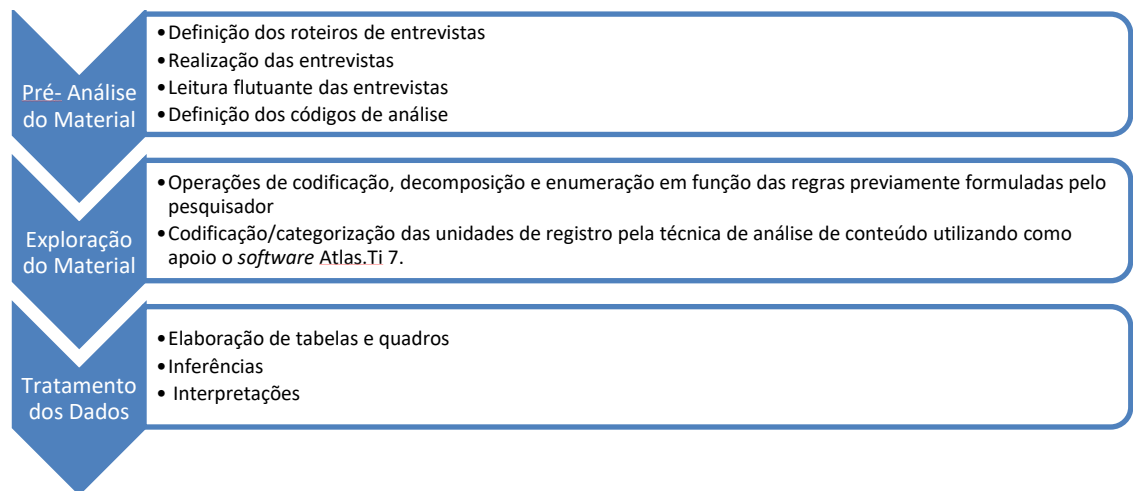 Pré- Análise
do Material
•Definição dos roteiros de entrevistas
•Realização das entrevistas
•Leitura flutuante das entrevistas
•Definição dos códigos de análise
Exploração
do Material
•Operações de codificação, decomposição e enumeração em função das regras previamente formuladas pelo
pesquisador
•Codificação/categorização das unidades de registro pela técnica de análise de conteúdo utilizando como
apoio o software Atlas.Ti 7.
Tratamento
dos Dados
•Elaboração de tabelas e quadros
•Inferências
• Interpretações